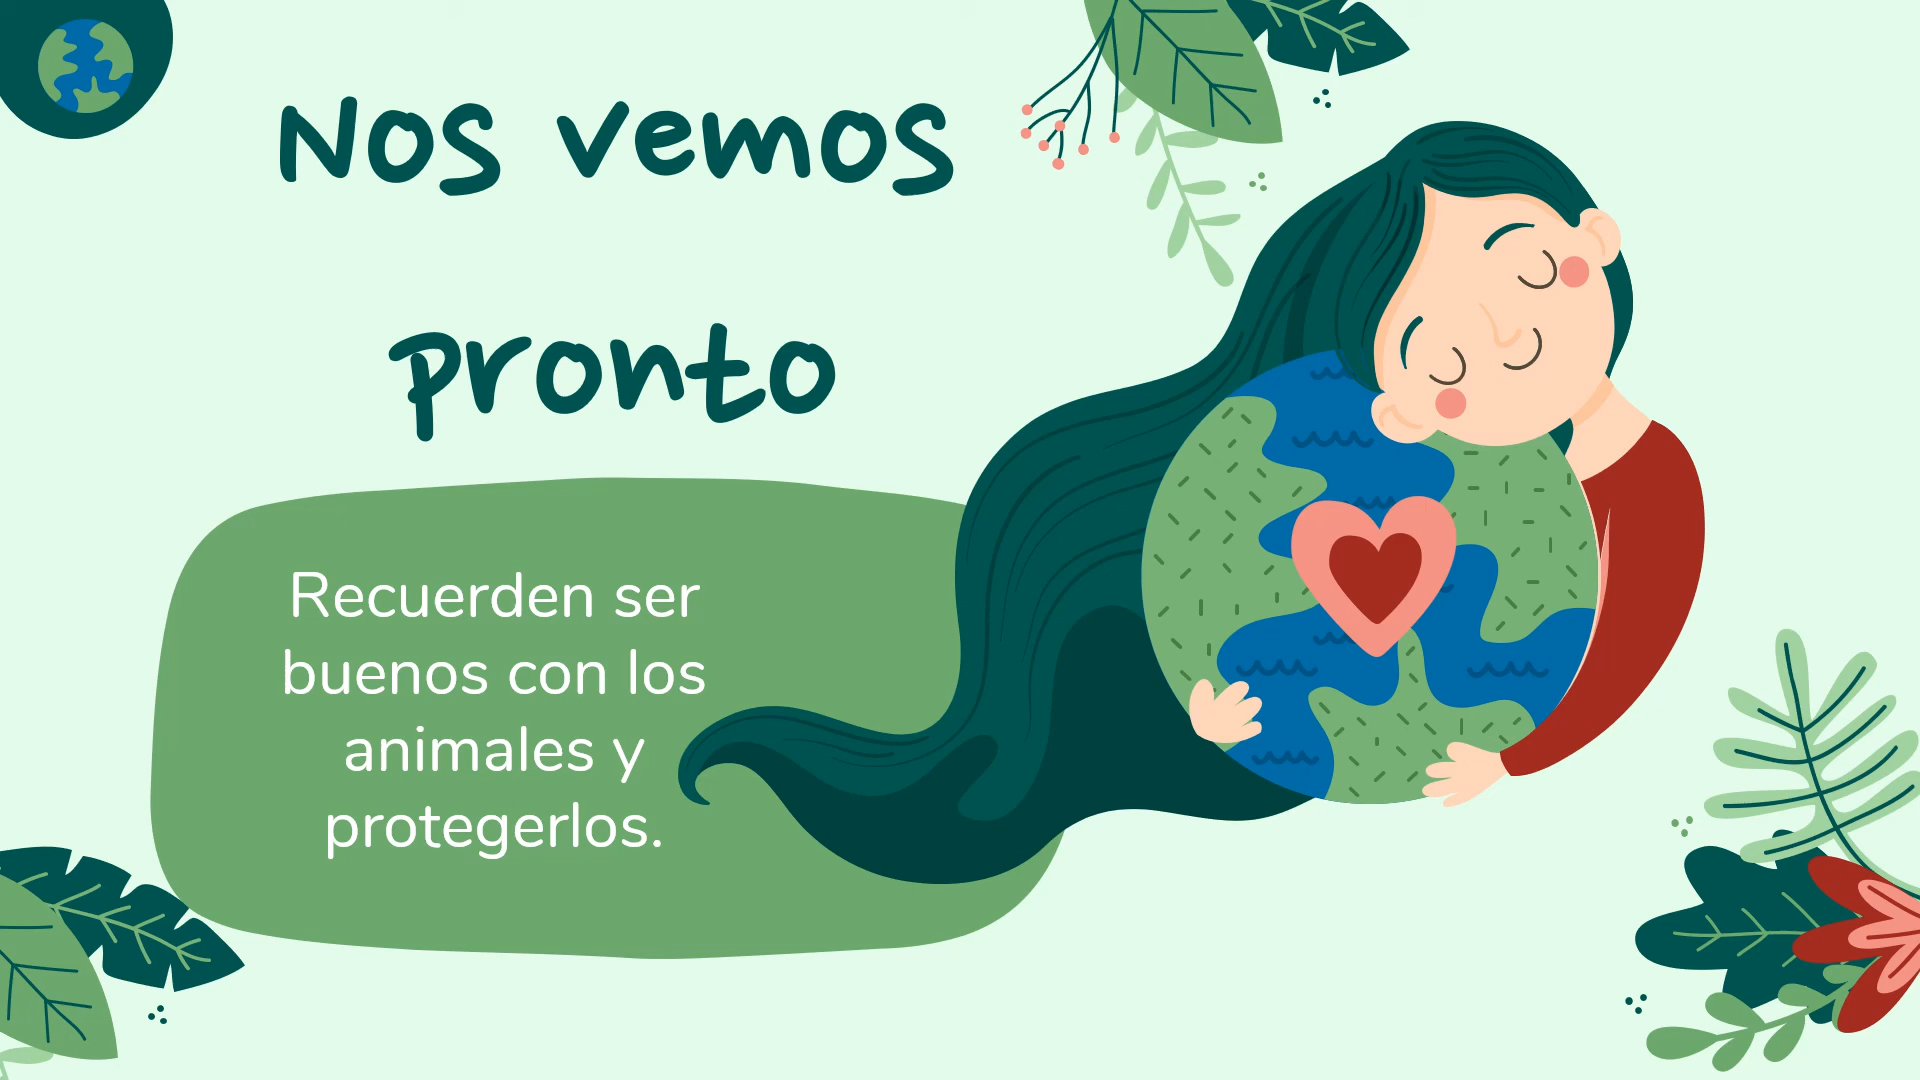 Nos vemos
pronto
Recuerden ser
buenos con los
animales y
protegerlos.